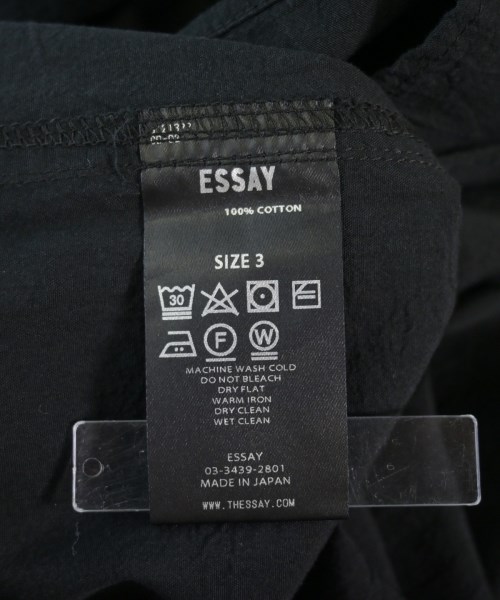 ESSAY
100% COTTON
SIZE 3
30
F W
MACHINE WASH COLD
DO NOT BLEACH
DRY FLAT
WARM IRON
DRY CLEAN
WET CLEAN
ESSAY
03-3439-2801
MADE IN JAPAN
WWW.THESSAY.COM